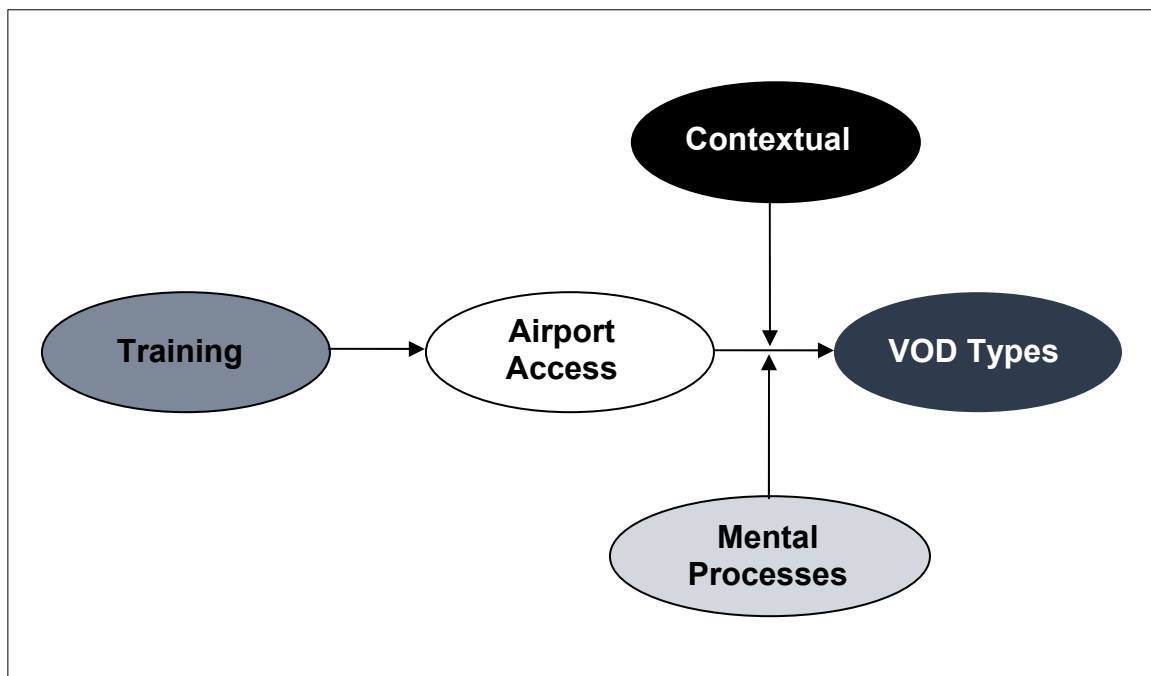 Contextual
Training
Airport
Access
VOD Types
Mental
Processes